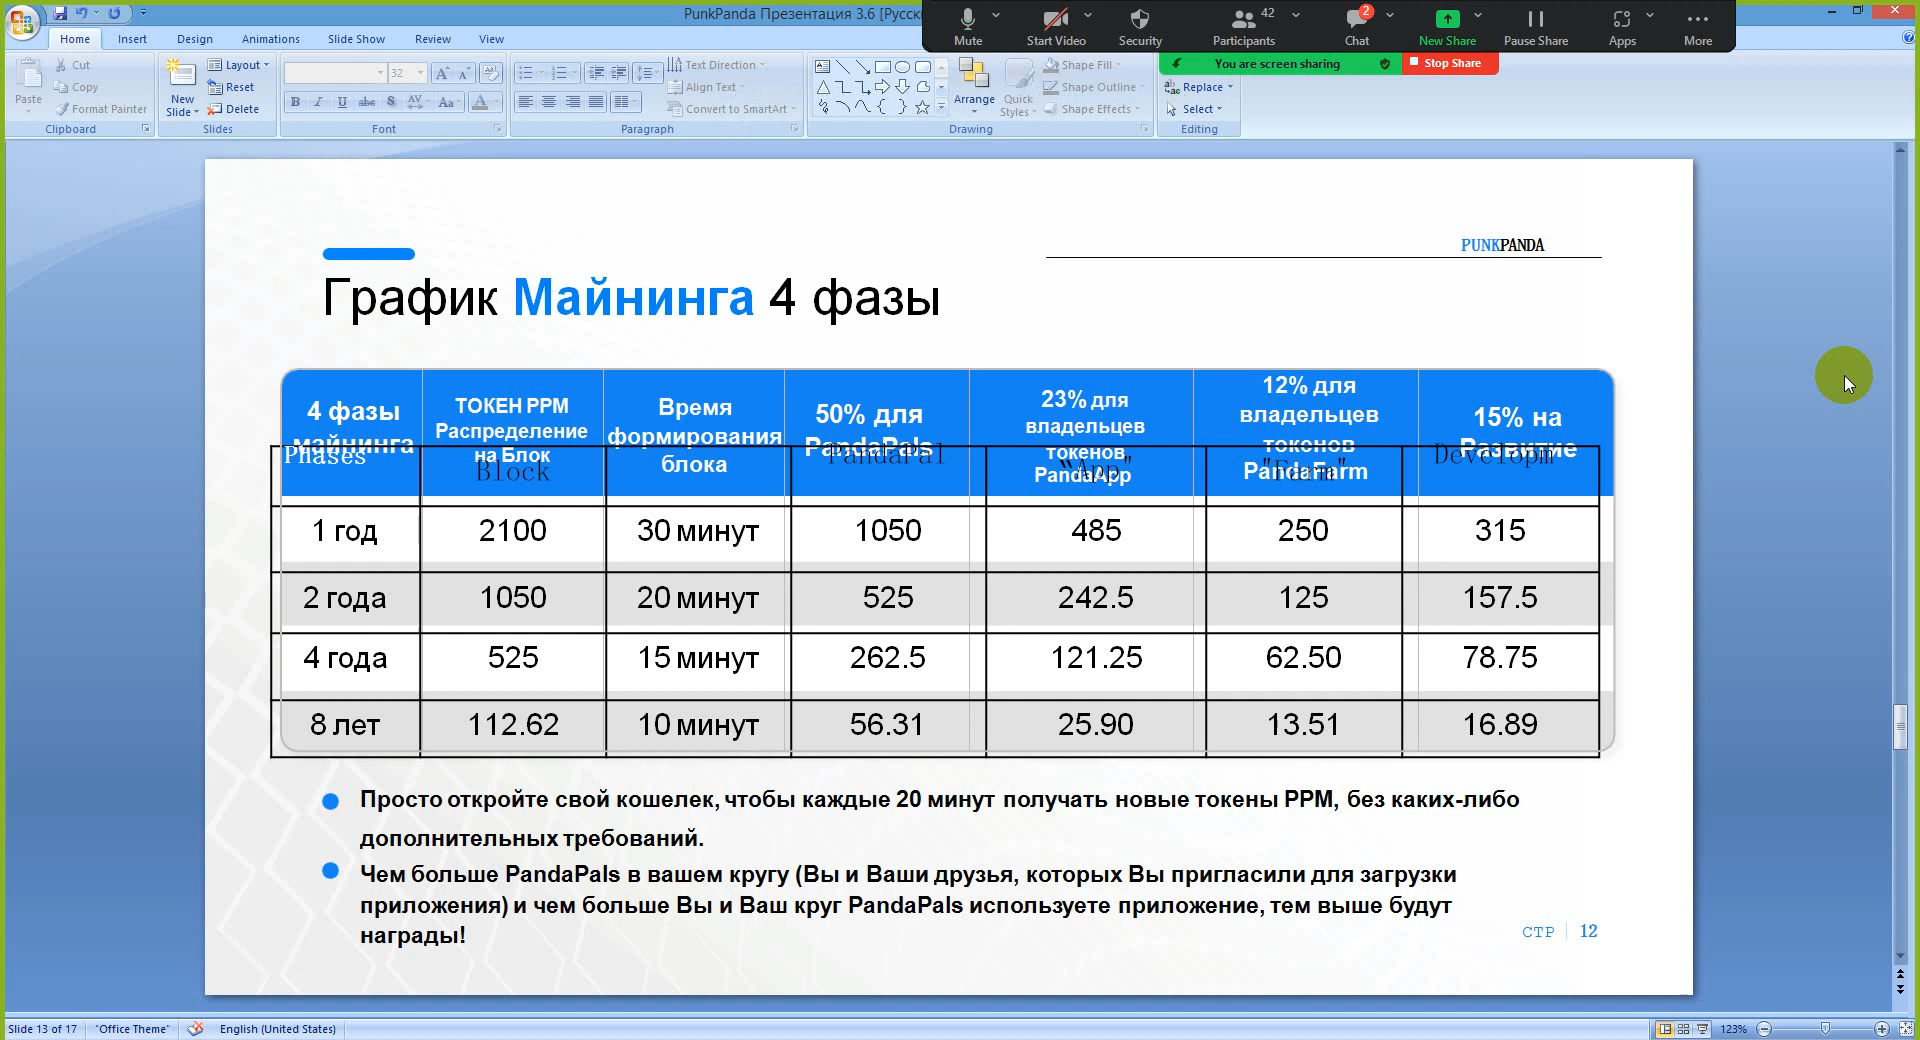 PunkPanda Презентация 3.6 [Русск
Mute
Start Video
Security
42
Participants
2
Chat
New Share
Pause Share
Apps
More
You are screen sharing
Stop Share
Home
Insert
Design
Animations
Slide Show
Review
View
Paste
Cut
Copy
Format Painter
Clipboard
New
Slide
Layout
Reset
Delete
Slides
32
Font
Text Direction
Align Text
Convert to SmartArt
Paragraph
Arrange
Quick
Styles
Shape Fill
Shape Outline
Shape Effects
Drawing
Replace
Select
Editing
PUNKPANDA
График Майнинга 4 фазы
4 фазы
майнинга
Phases
ТОКЕН PPM
Распределение
на Блок
Block
Время
формирования
блока
50% для
PandaPals
PandaPal
23% для
владельцев
токенов
PandaApp
"App"
12% для
владельцев
токенов
PandaFarm
"Farm"
15% на
Развитие
Developm
1 год 2100 30 минут 1050 485 250 315
2 года 1050 20 минут 525 242.5 125 157.5
4 года 525 15 минут 262.5 121.25 62.50 78.75
8 лет 112.62 10 минут 56.31 25.90 13.51 16.89
Просто откройте свой кошелек, чтобы каждые 20 минут получать новые токены PPM, без каких-либо
дополнительных требований.
Чем больше PandaPals в вашем кругу (Вы и Ваши друзья, которых Вы пригласили для загрузки
приложения) и чем больше Вы и Ваш круг PandaPals используете приложение, тем выше будут
награды!
СТР 12
Slide 13 of 17
"Office Theme"
English (United States)
123%